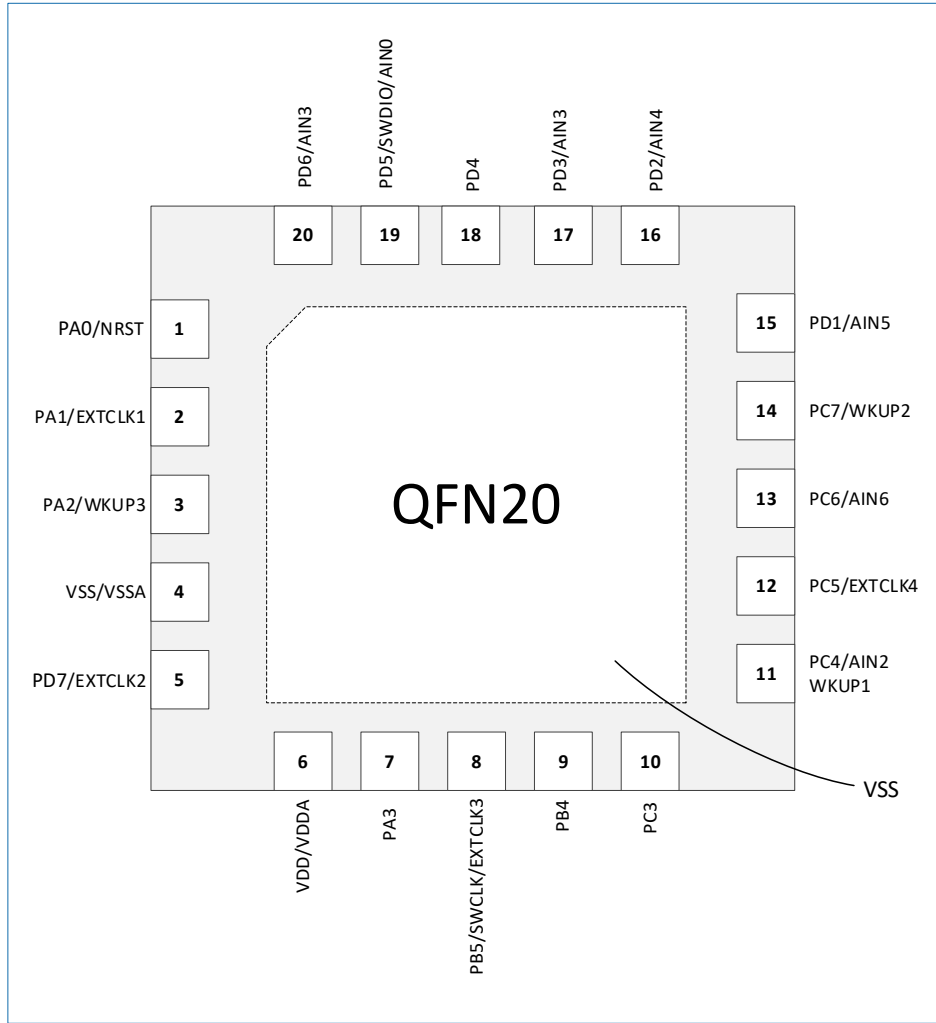 PD6/AIN3
PD5/SWDIO/AIN0
PD4
PD3/AIN3
PD2/AIN4
20
19
18
17
16
PA0/NRST 1
PA1/EXTCLK1 2
PA2/WKUP3 3
VSS/VSSA 4
PD7/EXTCLK2 5
QFN20
15 PD1/AIN5
14 PC7/WKUP2
13 PC6/AIN6
12 PC5/EXTCLK4
11 PC4/AIN2
WKUP1
6
7
8
9
10
VSS
VDD/VDDA
PA3
PB5/SWCLK/EXTCLK3
PB4
PC3